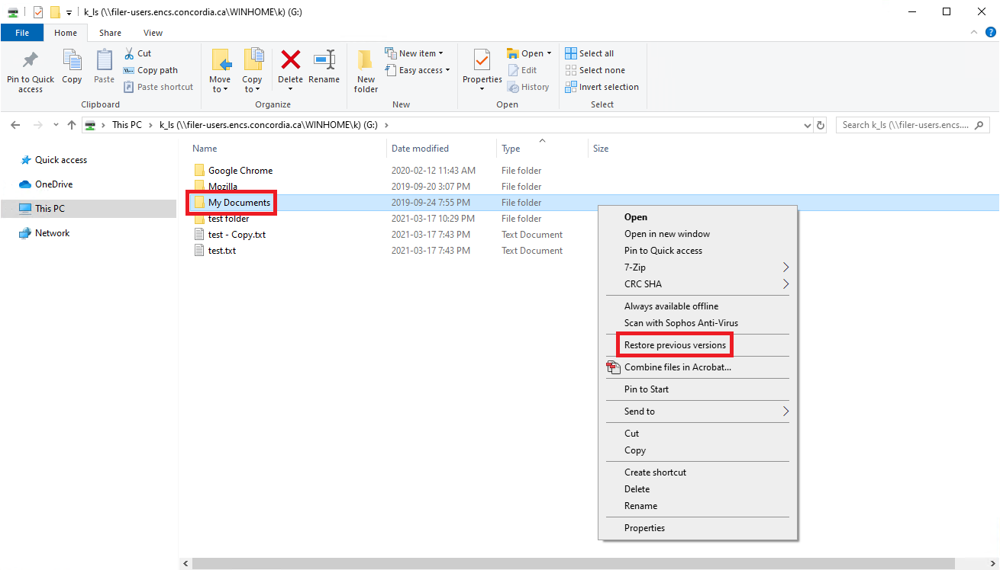 k_ls (\\filer-users.encs.concordia.ca\WINHOME\k) (G:)
File Home Share View
Pin to Quick access
Copy
Paste
Cut
Copy path
Paste shortcut
Clipboard
Move to
Copy to
Delete
Rename
Organize
New folder
New item
Easy access
New
Properties
Open
Edit
History
Open
Select all
Select none
Invert selection
Select
This PC > k_ls (\\filer-users.encs.concordia.ca\WINHOME\k) (G:) >
Search k_ls (\\filer-users.encs....
Quick access
OneDrive
This PC
Network
Name Date modified Type Size
Google Chrome 2020-02-12 11:43 AM File folder
Mozilla 2019-09-20 3:07 PM File folder
My Documents 2019-09-24 7:55 PM File folder
test folder 2021-03-17 10:29 PM File folder
test - Copy.txt 2021-03-17 7:43 PM Text Document
test.txt 2021-03-17 7:43 PM Text Document
Open
Open in new window
Pin to Quick access
7-Zip
CRC SHA
Always available offline
Scan with Sophos Anti-Virus
Restore previous versions
Combine files in Acrobat...
Pin to Start
Send to
Cut
Copy
Create shortcut
Delete
Rename
Properties